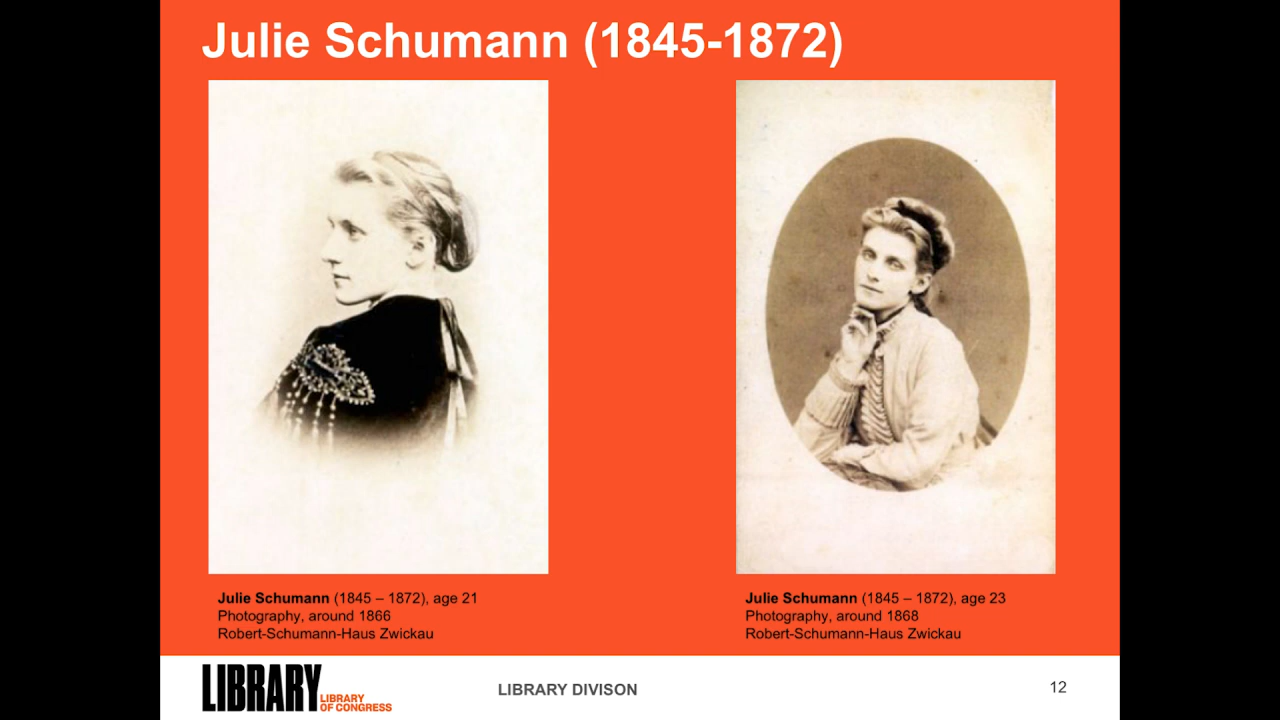 Julie Schumann (1845-1872)
Julie Schumann (1845 – 1872), age 21
Photography, around 1866
Robert-Schumann-Haus Zwickau
Julie Schumann (1845 – 1872), age 23
Photography, around 1868
Robert-Schumann-Haus Zwickau
LIBRARY
LIBRARY
OF CONGRESS
LIBRARY DIVISON
12